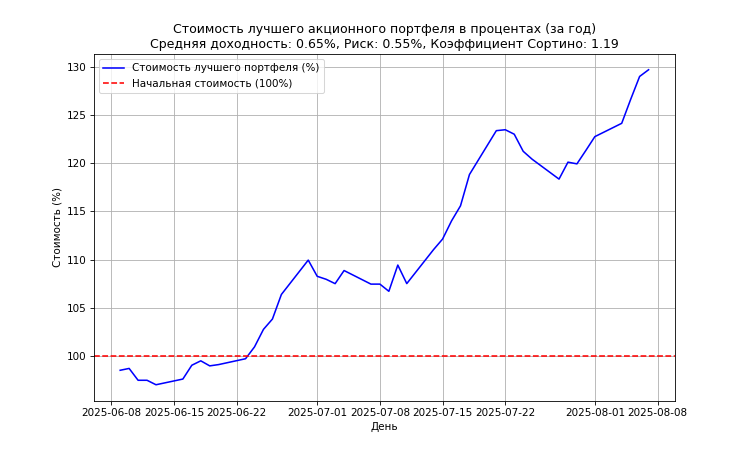 Стоимость лучшего акционного портфеля в процентах (за год)
Средняя доходность: 0.65%, Риск: 0.55%, Коэффициент Сортино: 1.19
Стоимость лучшего портфеля (%)
Начальная стоимость (100%)
Стоимость (%)
130
125
120
115
110
105
100
2025-06-08
2025-06-15
2025-06-22
2025-07-01
2025-07-08
2025-07-15
2025-07-22
2025-08-01
2025-08-08
День